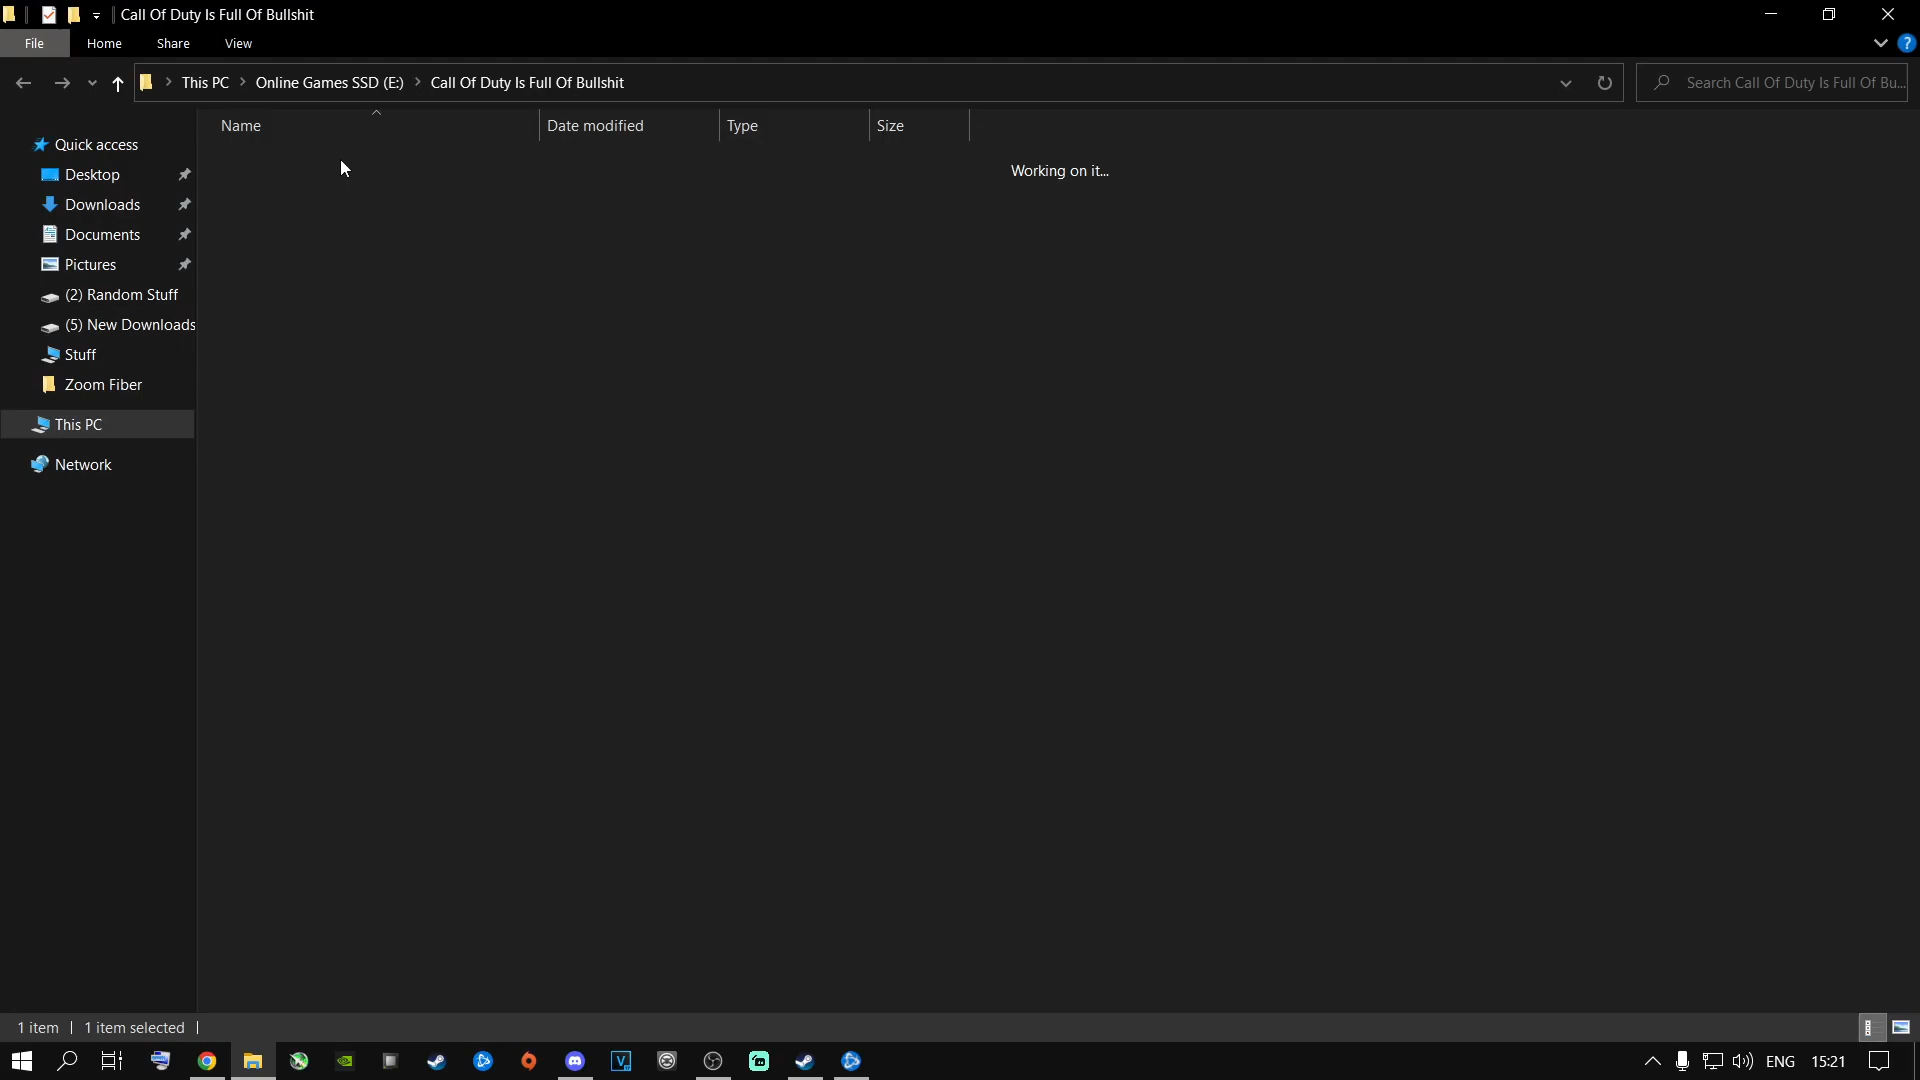 Call Of Duty Is Full Of Bullshit
File Home Share View
This PC Online Games SSD (E:) Call Of Duty Is Full Of Bullshit
Search Call Of Duty Is Full Of Bu...
Name Date modified Type Size
Working on it...
Quick access
Desktop
Downloads
Documents
Pictures
(2) Random Stuff
(5) New Downloads
Stuff
Zoom Fiber
This PC
Network
1 item 1 item selected
ENG 15:21